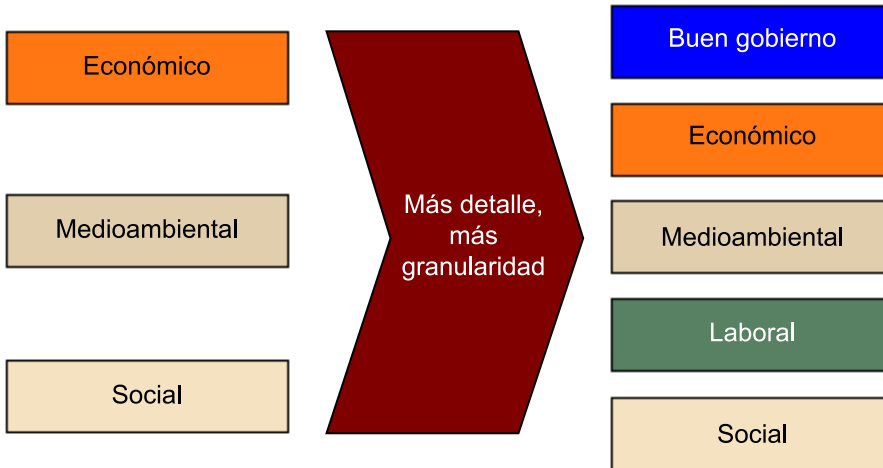 Económico
Medioambiental
Social
Más detalle,
más
granularidad
Buen gobierno
Económico
Medioambiental
Laboral
Social